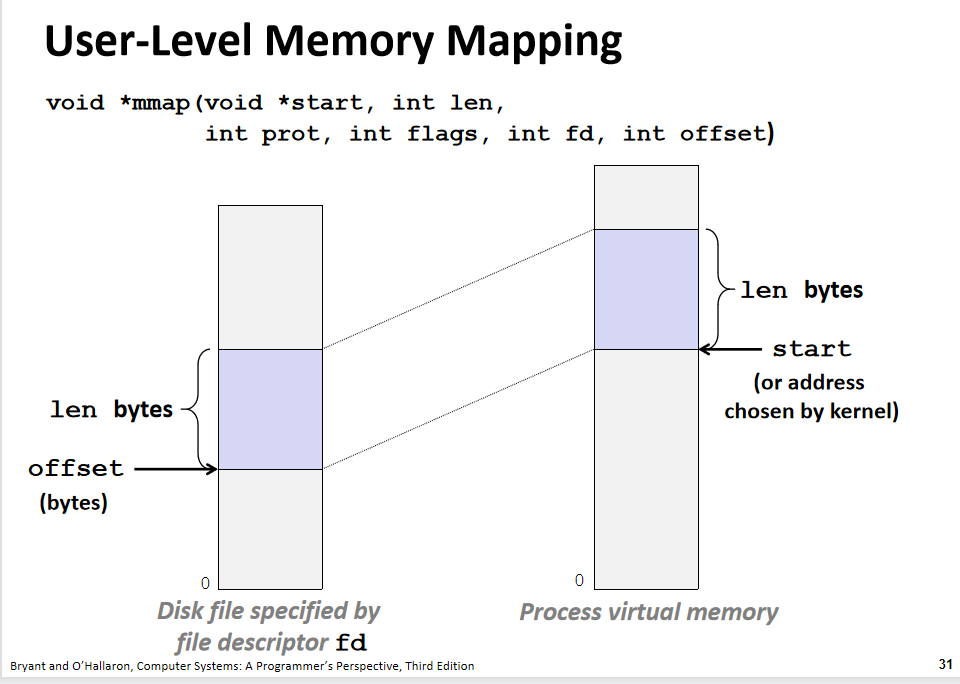 User-Level Memory Mapping
void *mmap(void *start, int len,
int prot, int flags, int fd, int offset)
len bytes
start
(or address
chosen by kernel)
len bytes
offset
(bytes)
0
0
Disk file specified by
file descriptor fd
Process virtual memory
Bryant and O'Hallaron, Computer Systems: A Programmer's Perspective, Third Edition
31